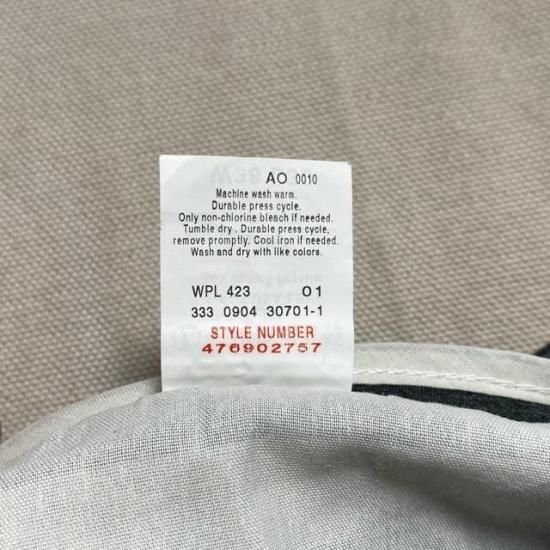 AO 0010
Machine wash warm.
Durable press cycle.
Only non-chlorine bleach if needed.
Tumble dry . Durable press cycle,
remove promptly. Cool iron if needed.
Wash and dry with like colors.
WPL 423 01
333 0904 30701-1
STYLE NUMBER
476902757